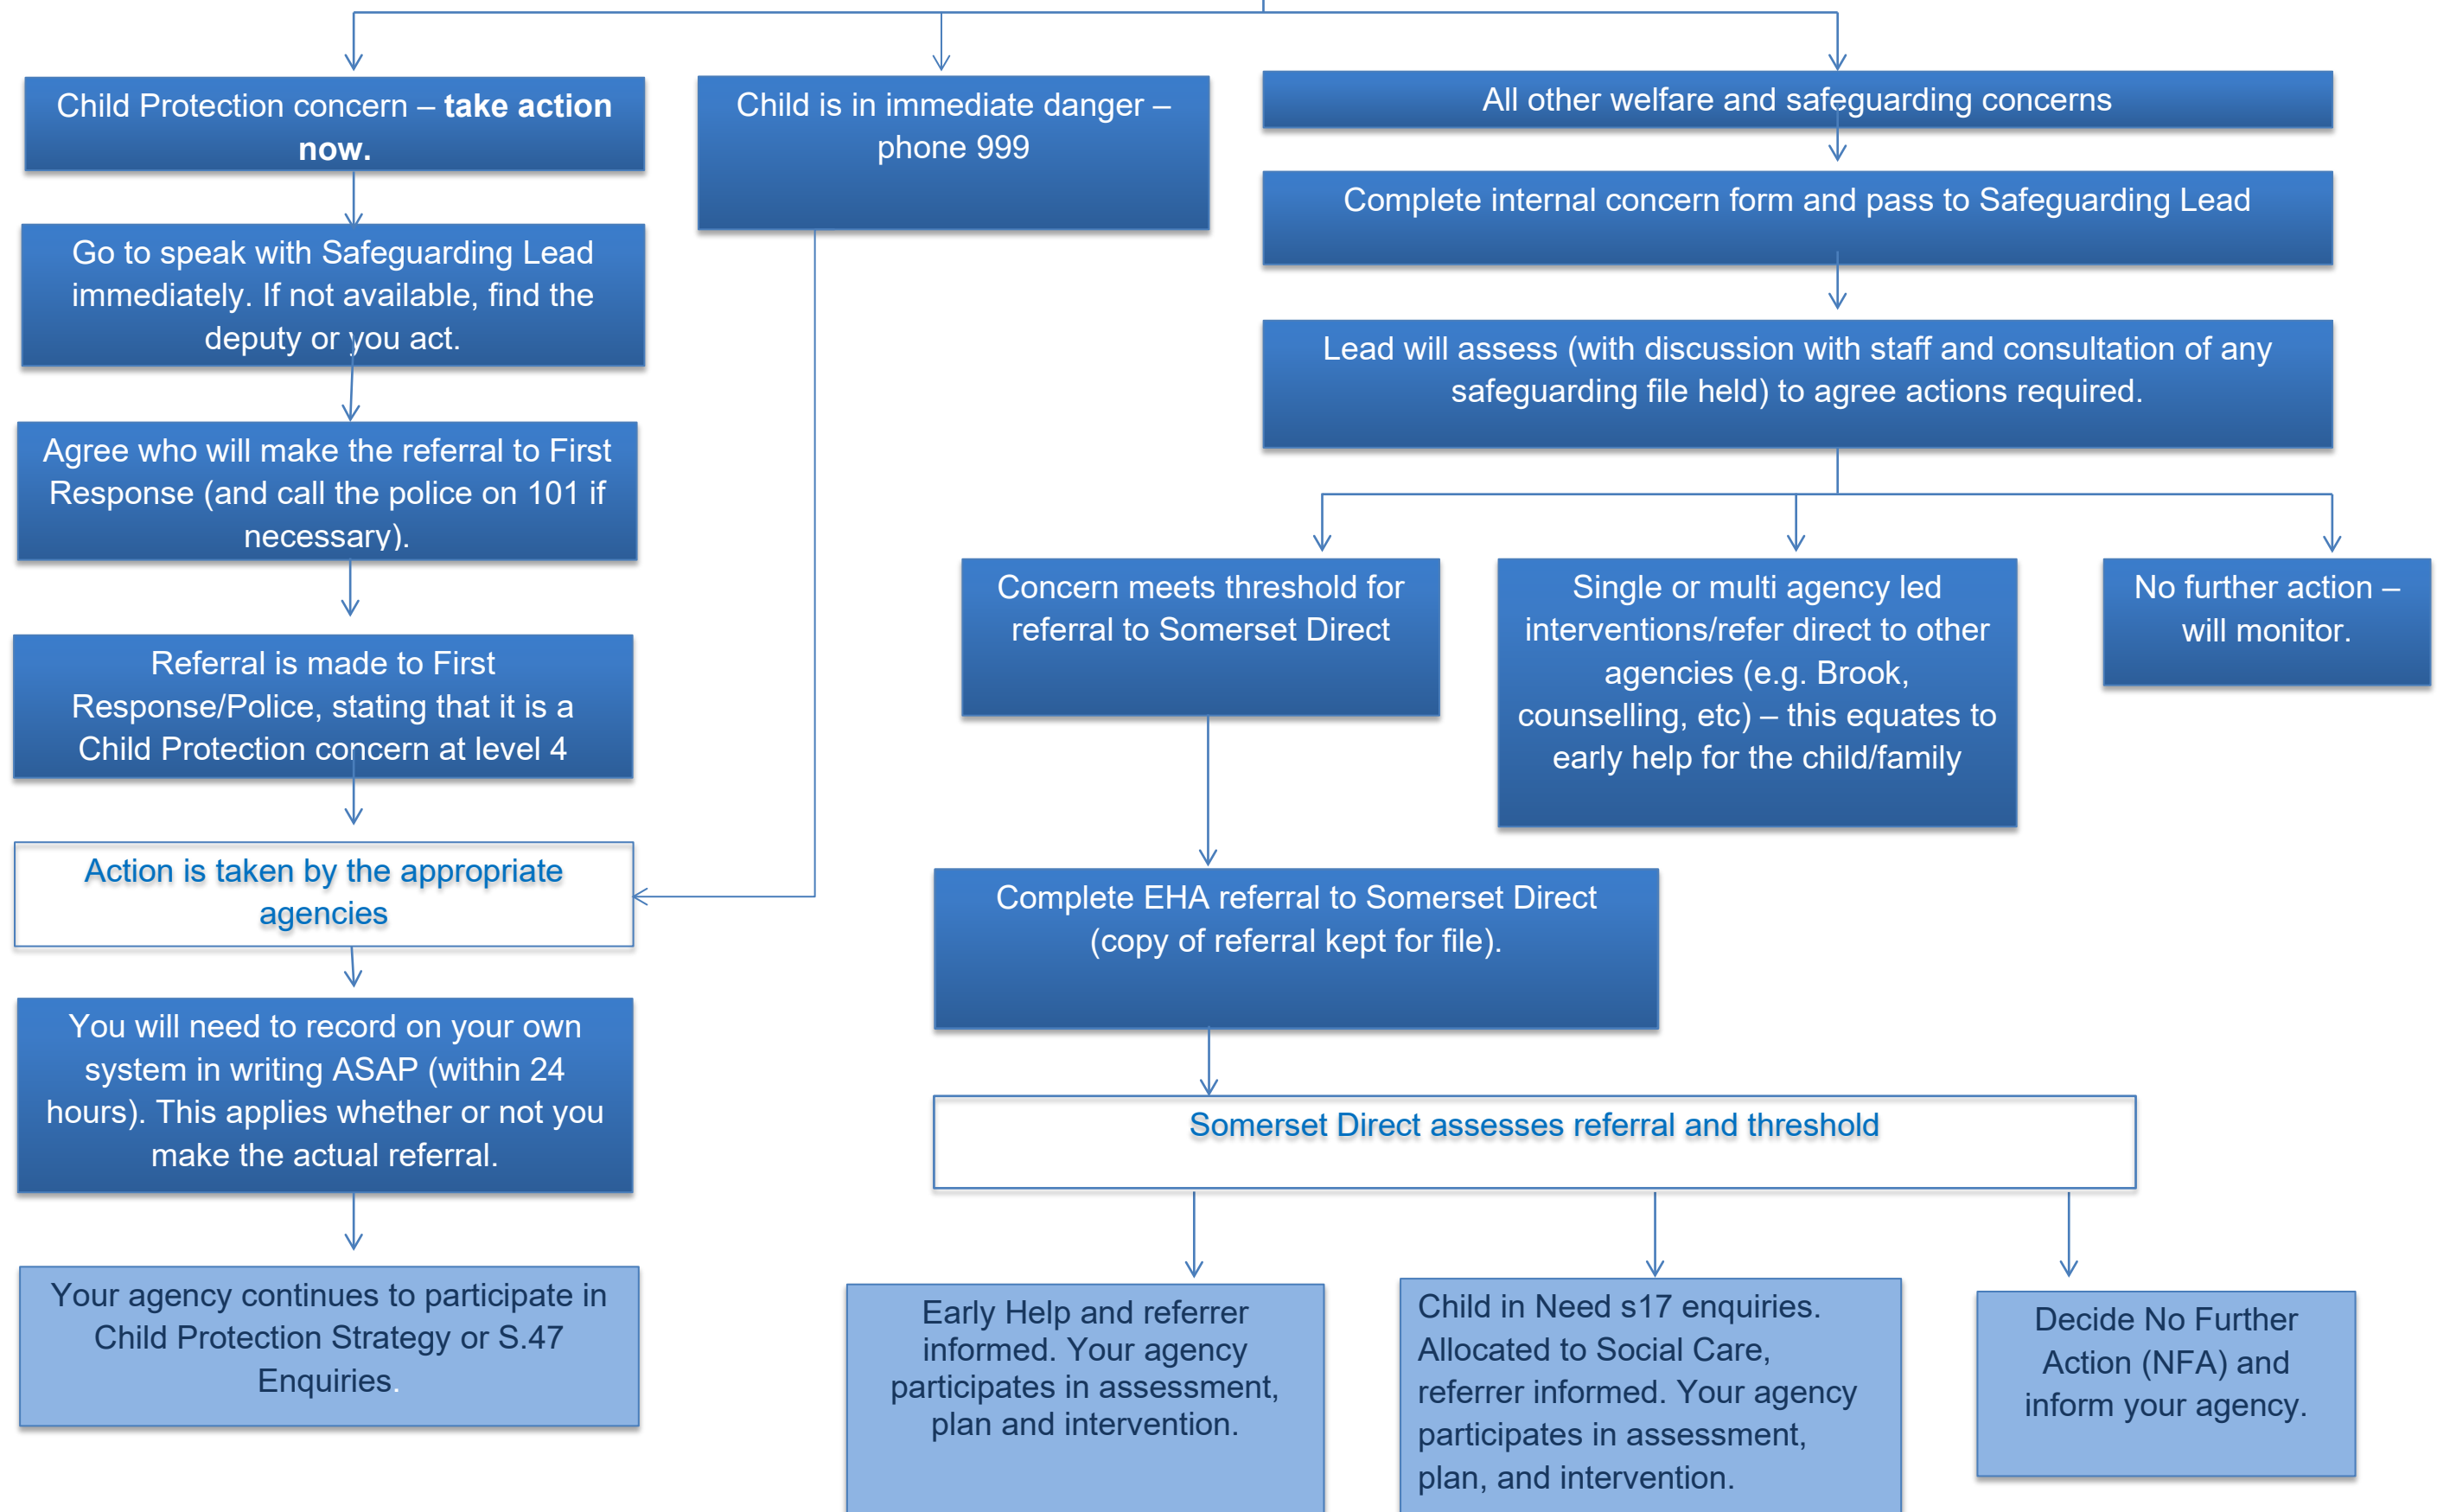 Child Protection concern – take action
now.
Go to speak with Safeguarding Lead
immediately. If not available, find the
deputy or you act.
Agree who will make the referral to First
Response (and call the police on 101 if
necessary).
Referral is made to First
Response/Police, stating that it is a
Child Protection concern at level 4
Action is taken by the appropriate
agencies
You will need to record on your own
system in writing ASAP (within 24
hours). This applies whether or not you
make the actual referral.
Your agency continues to participate in
Child Protection Strategy or S.47
Enquiries.
Child is in immediate danger –
phone 999
All other welfare and safeguarding concerns
Complete internal concern form and pass to Safeguarding Lead
Lead will assess (with discussion with staff and consultation of any
safeguarding file held) to agree actions required.
Concern meets threshold for
referral to Somerset Direct
Single or multi agency led
interventions/refer direct to other
agencies (e.g. Brook,
counselling, etc) – this equates to
early help for the child/family
No further action –
will monitor.
Complete EHA referral to Somerset Direct
(copy of referral kept for file).
Somerset Direct assesses referral and threshold
Early Help and referrer
informed. Your agency
participates in assessment,
plan and intervention.
Child in Need s17 enquiries.
Allocated to Social Care,
referrer informed. Your agency
participates in assessment,
plan, and intervention.
Decide No Further
Action (NFA) and
inform your agency.